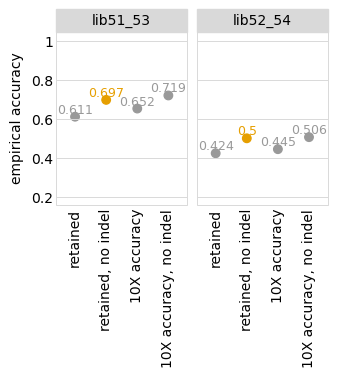 lib51_53
lib52_54
empirical accuracy
1
0.8
0.6
0.4
0.2
0.611
0.697
0.652
0.719
0.424
0.5
0.445
0.506
retained
retained, no indel
10X accuracy
10X accuracy, no indel
retained
retained, no indel
10X accuracy
10X accuracy, no indel